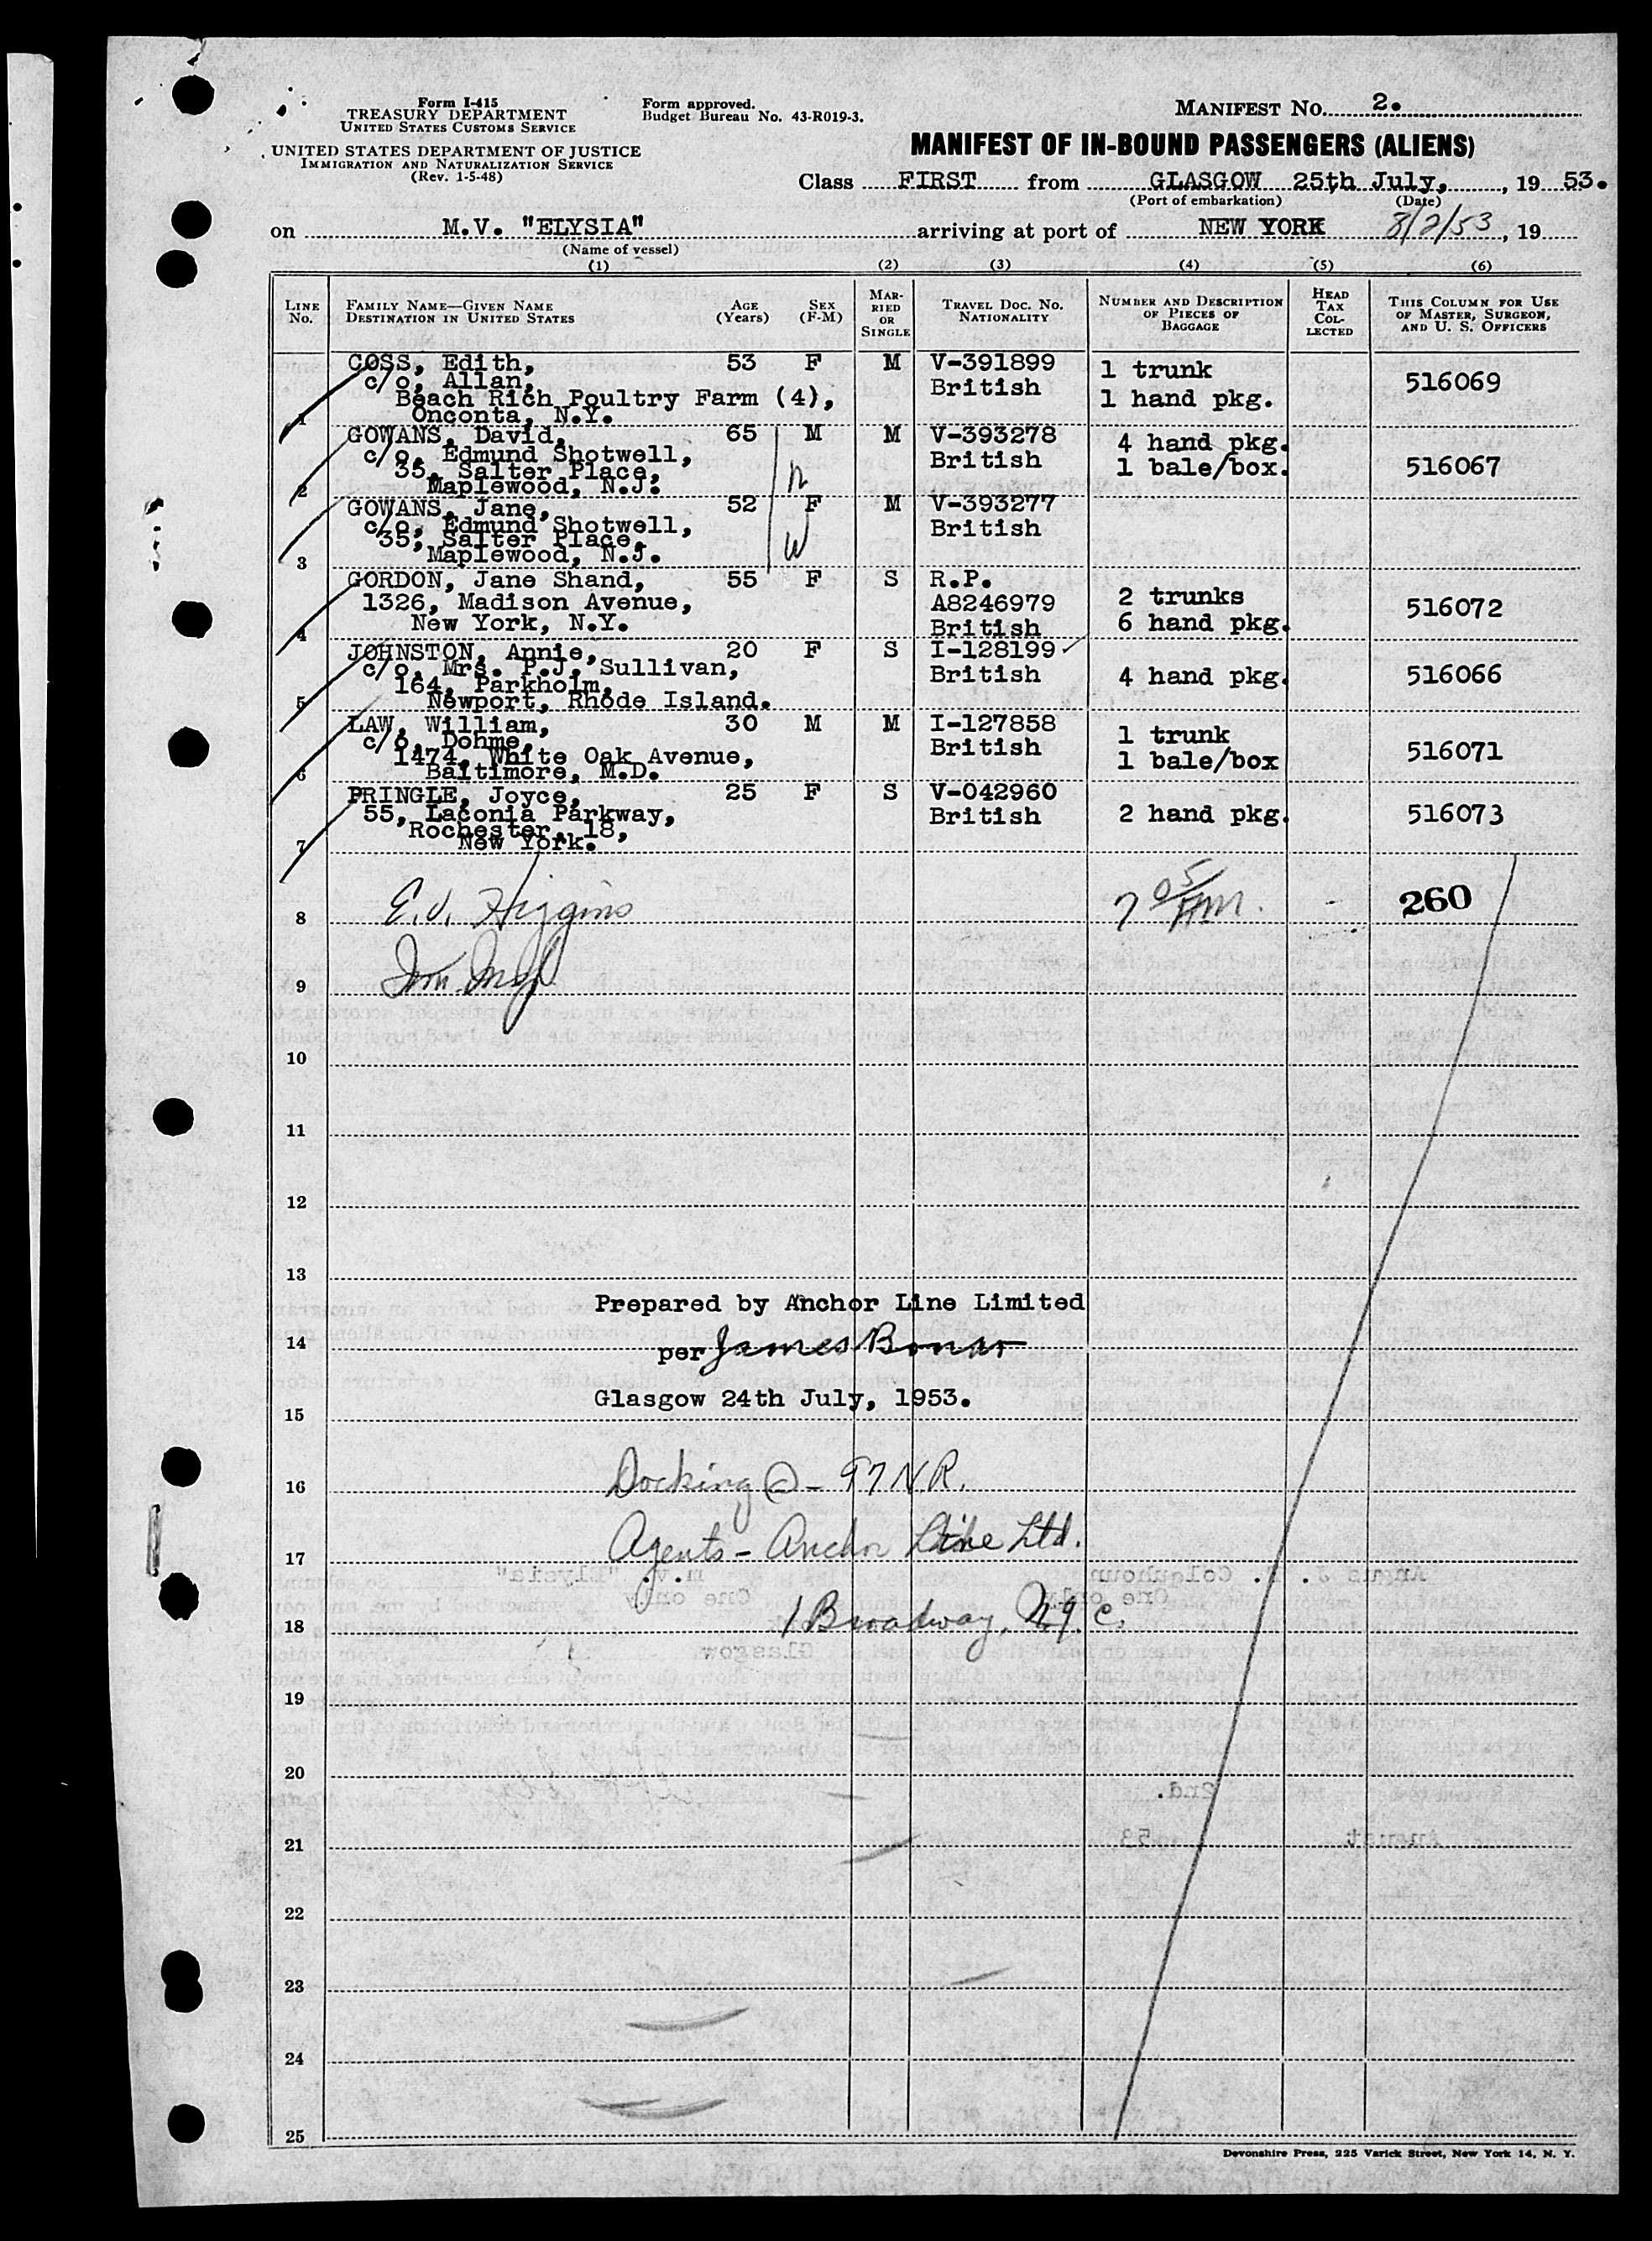 Form I-415
TREASURY DEPARTMENT
UNITED STATES CUSTOMS SERVICE
UNITED STATES DEPARTMENT OF JUSTICE
IMMIGRATION AND NATURALIZATION SERVICE
(Rev. 1-5-48)
Form approved.
Budget Bureau No. 43-R019-3.
MANIFEST No. 2.
MANIFEST OF IN-BOUND PASSENGERS (ALIENS)
Class FIRST from GLASGOW 25th July, , 19 53.
(Port of embarkation) (Date)
on M.V. "ELYSIA" arriving at port of NEW YORK 8/2/53, 19
(Name of vessel)
(1) (2) (3) (4) (5) (6)
LINE No. FAMILY NAME—GIVEN NAME DESTINATION IN UNITED STATES AGE (Years) SEX (F-M) MARRIED OR SINGLE TRAVEL DOC. NO. NATIONALITY NUMBER AND DESCRIPTION OF PIECES OF BAGGAGE HEAD TAX COLLECTED THIS COLUMN FOR USE OF MASTER, SURGEON, AND U. S. OFFICERS
COSS, Edith, 53 F M V-391899 1 trunk 516069
c/o, Allan, British
Beach Rich Poultry Farm (4), 1 hand pkg.
1 Onconta, N.Y.
GOWANS, David, 65 M M V-393278 4 hand pkg.
c/o, Edmund Shotwell, British 1 bale/box. 516067
35, Salter Place,
2 Maplewood, N.J.
GOWANS, Jane, 52 F M V-393277
c/o, Edmund Shotwell, British
35, Salter Place, W
3 Maplewood, N.J.
GORDON, Jane Shand, 55 F S R.P.
1326, Madison Avenue, A8246979 2 trunks 516072
4 New York, N.Y. British 6 hand pkg.
JOHNSTON, Annie, 20 F S I-128199
c/o, Mrs. P.J. Sullivan, British 4 hand pkg. 516066
164, Parkholm,
5 Newport, Rhode Island.
LAW, William, 30 M M I-127858 1 trunk
c/o, Dohme, British 516071
1474, White Oak Avenue, 1 bale/box
6 Baltimore, M.D.
PRINGLE, Joyce, 25 F S V-042960
55, Laconia Parkway, British 2 hand pkg. 516073
Rochester, 18,
7 New York.
8 E.J. Higgins 7 05 AM. 260
9 Imm. Insp.
10
11
12
13
Prepared by Anchor Line Limited
14 per James Bonar
Glasgow 24th July, 1953.
15
16 Docking @ - 97 N R.
17 Agents - Anchor Line Ltd.
18 1 Broadway, N.Y.C.
19
20
21
22
23
24
25
Devonshire Press, 225 Varick Street, New York 14, N. Y.